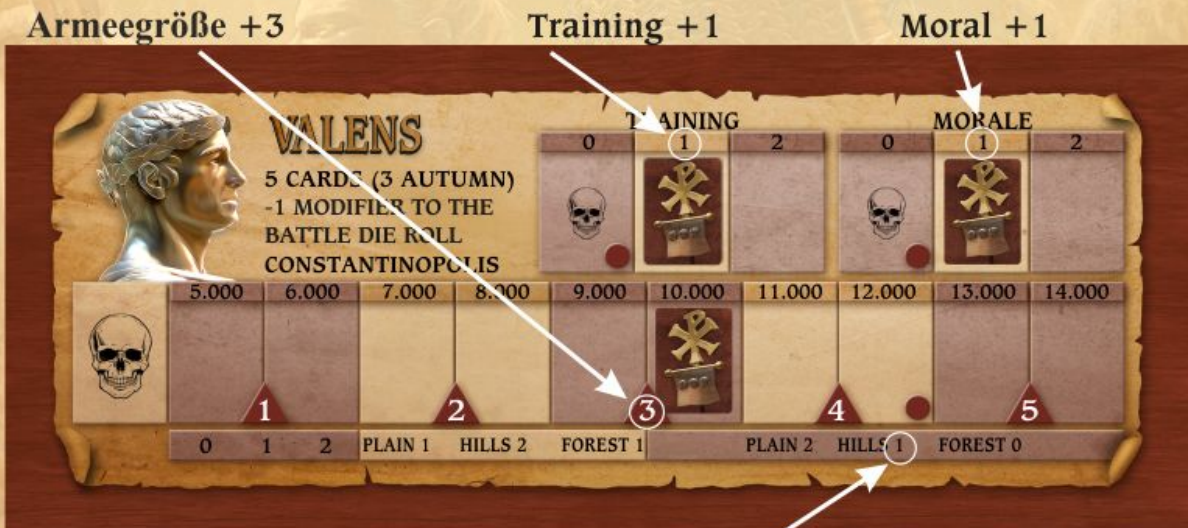 Armeegröße +3 Training +1 Moral +1
VALENS
5 CARDS (3 AUTUMN)
-1 MODIFIER TO THE
BATTLE DIE ROLL
CONSTANTINOPOLIS
TRAINING
0 1 2
MORALE
0 1 2
5.000 6.000 7.000 8.000 9.000 10.000 11.000 12.000 13.000 14.000
1 2 3 4 5
0 1 2 PLAIN 1 HILLS 2 FOREST 1 PLAIN 2 HILLS 1 FOREST 0